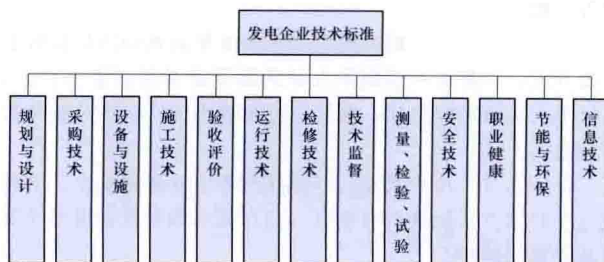 发电企业技术标准
规划与设计
采购技术
设备与设施
施工技术
验收评价
运行技术
检修技术
技术监督
测量、检验、试验
安全技术
职业健康
节能与环保
信息技术